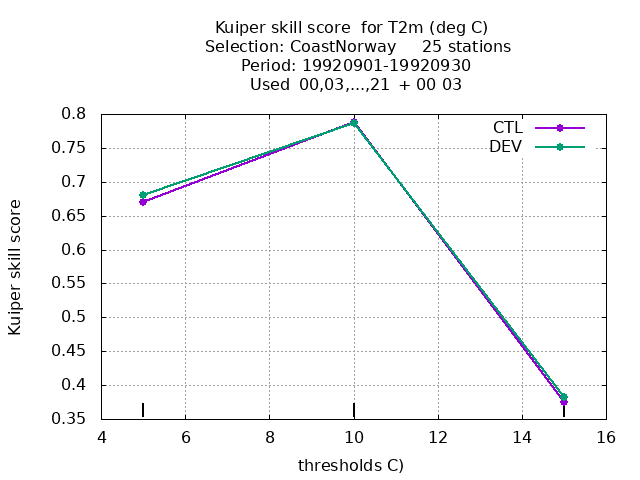 Kuiper skill score for T2m (deg C)
Selection: CoastNorway 25 stations
Period: 19920901-19920930
Used 00,03,...,21 + 00 03
CTL
DEV
Kuiper skill score
0.8
0.75
0.7
0.65
0.6
0.55
0.5
0.45
0.4
0.35
4 6 8 10 12 14 16
thresholds C)